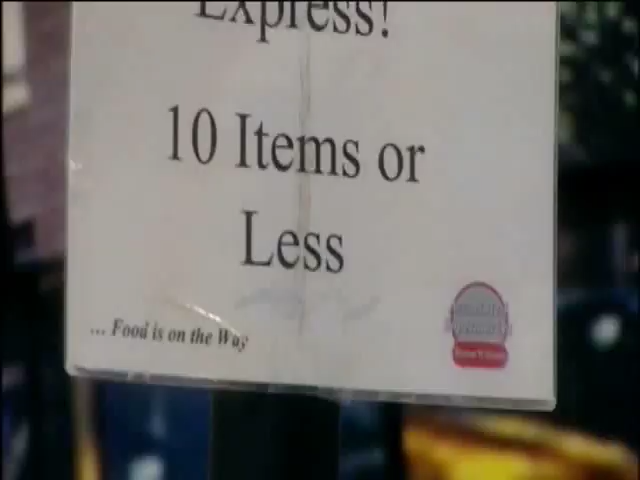 Express!
10 Items or
Less
... Food is on the Way